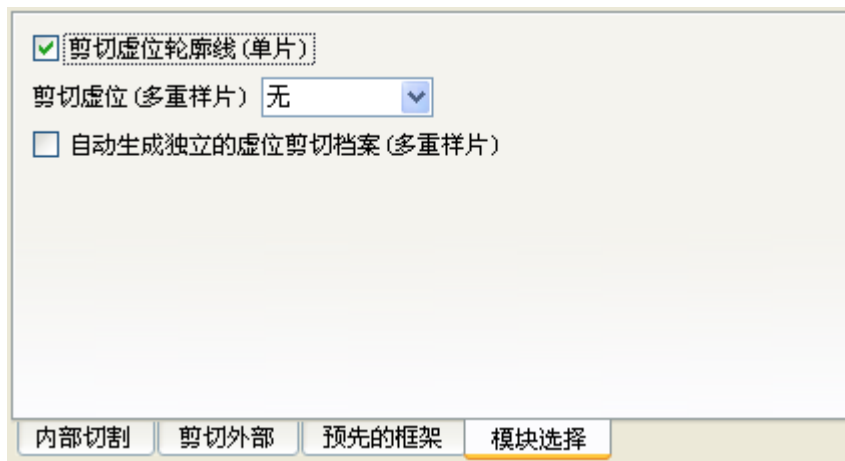 剪切虚位轮廓线(单片)
剪切虚位(多重样片) 无
自动生成独立的虚位剪切档案(多重样片)
内部切割 剪切外部 预先的框架 模块选择